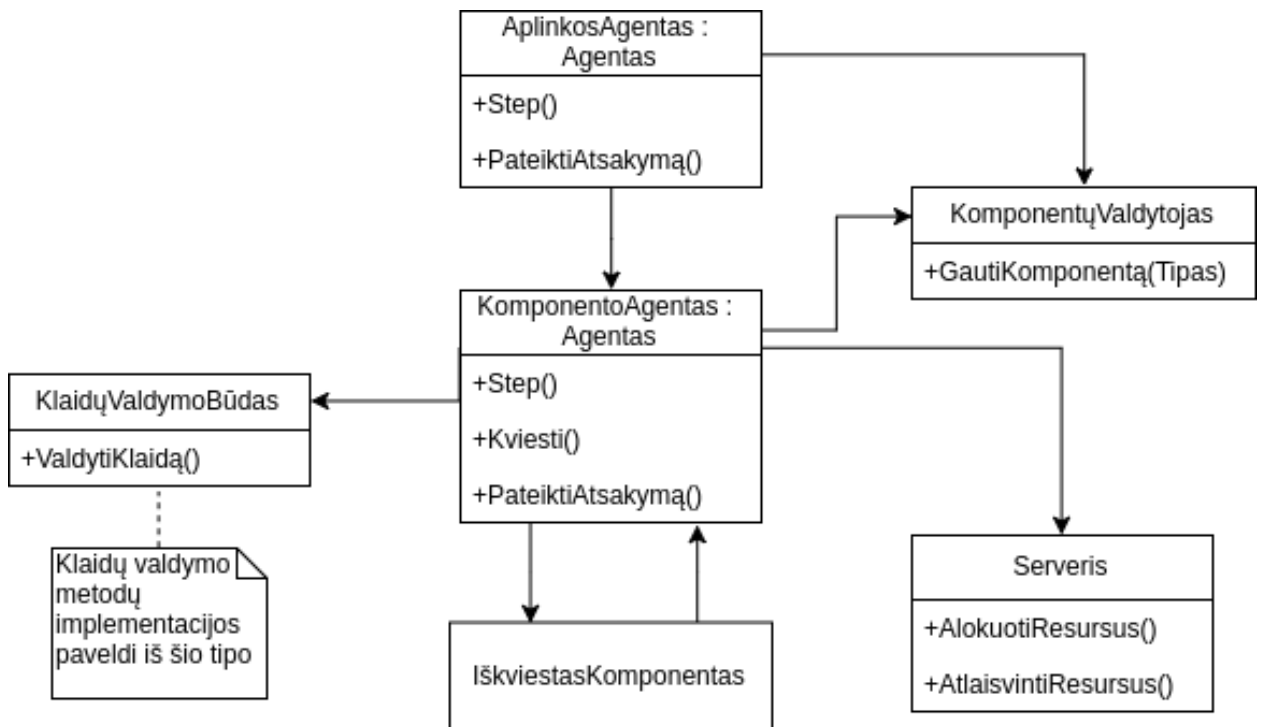 AplinkosAgentas :
Agentas
+Step()
+PateiktiAtsakymą()
KomponentųValdytojas
+GautiKomponentą(Tipas)
KomponentoAgentas :
Agentas
+Step()
+Kviesti()
+PateiktiAtsakymą()
KlaidųValdymoBūdas
+ValdytiKlaidą()
Klaidų valdymo
metodų
implementacijos
paveldi iš šio tipo
IškviestasKomponentas
Serveris
+AlokuotiResursus()
+AtlaisvintiResursus()